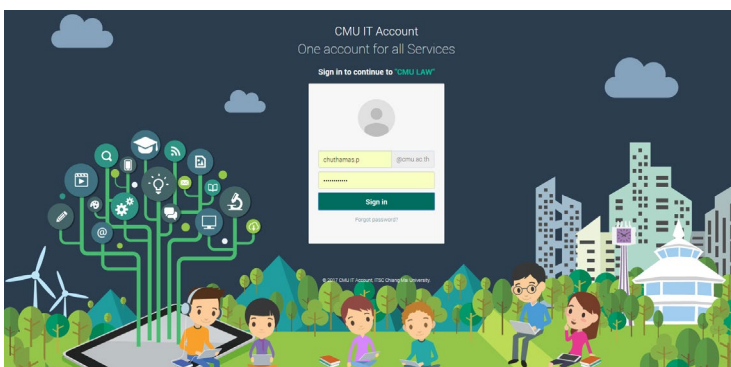 CMU IT Account
One account for all Services
Sign in to continue to "CMU LAW"
chuthamas.p @cmu.ac.th
••••••••••••
Sign in
Forgot password?
© 2017 CMU IT Account. ITSC Chiang Mai University.
@